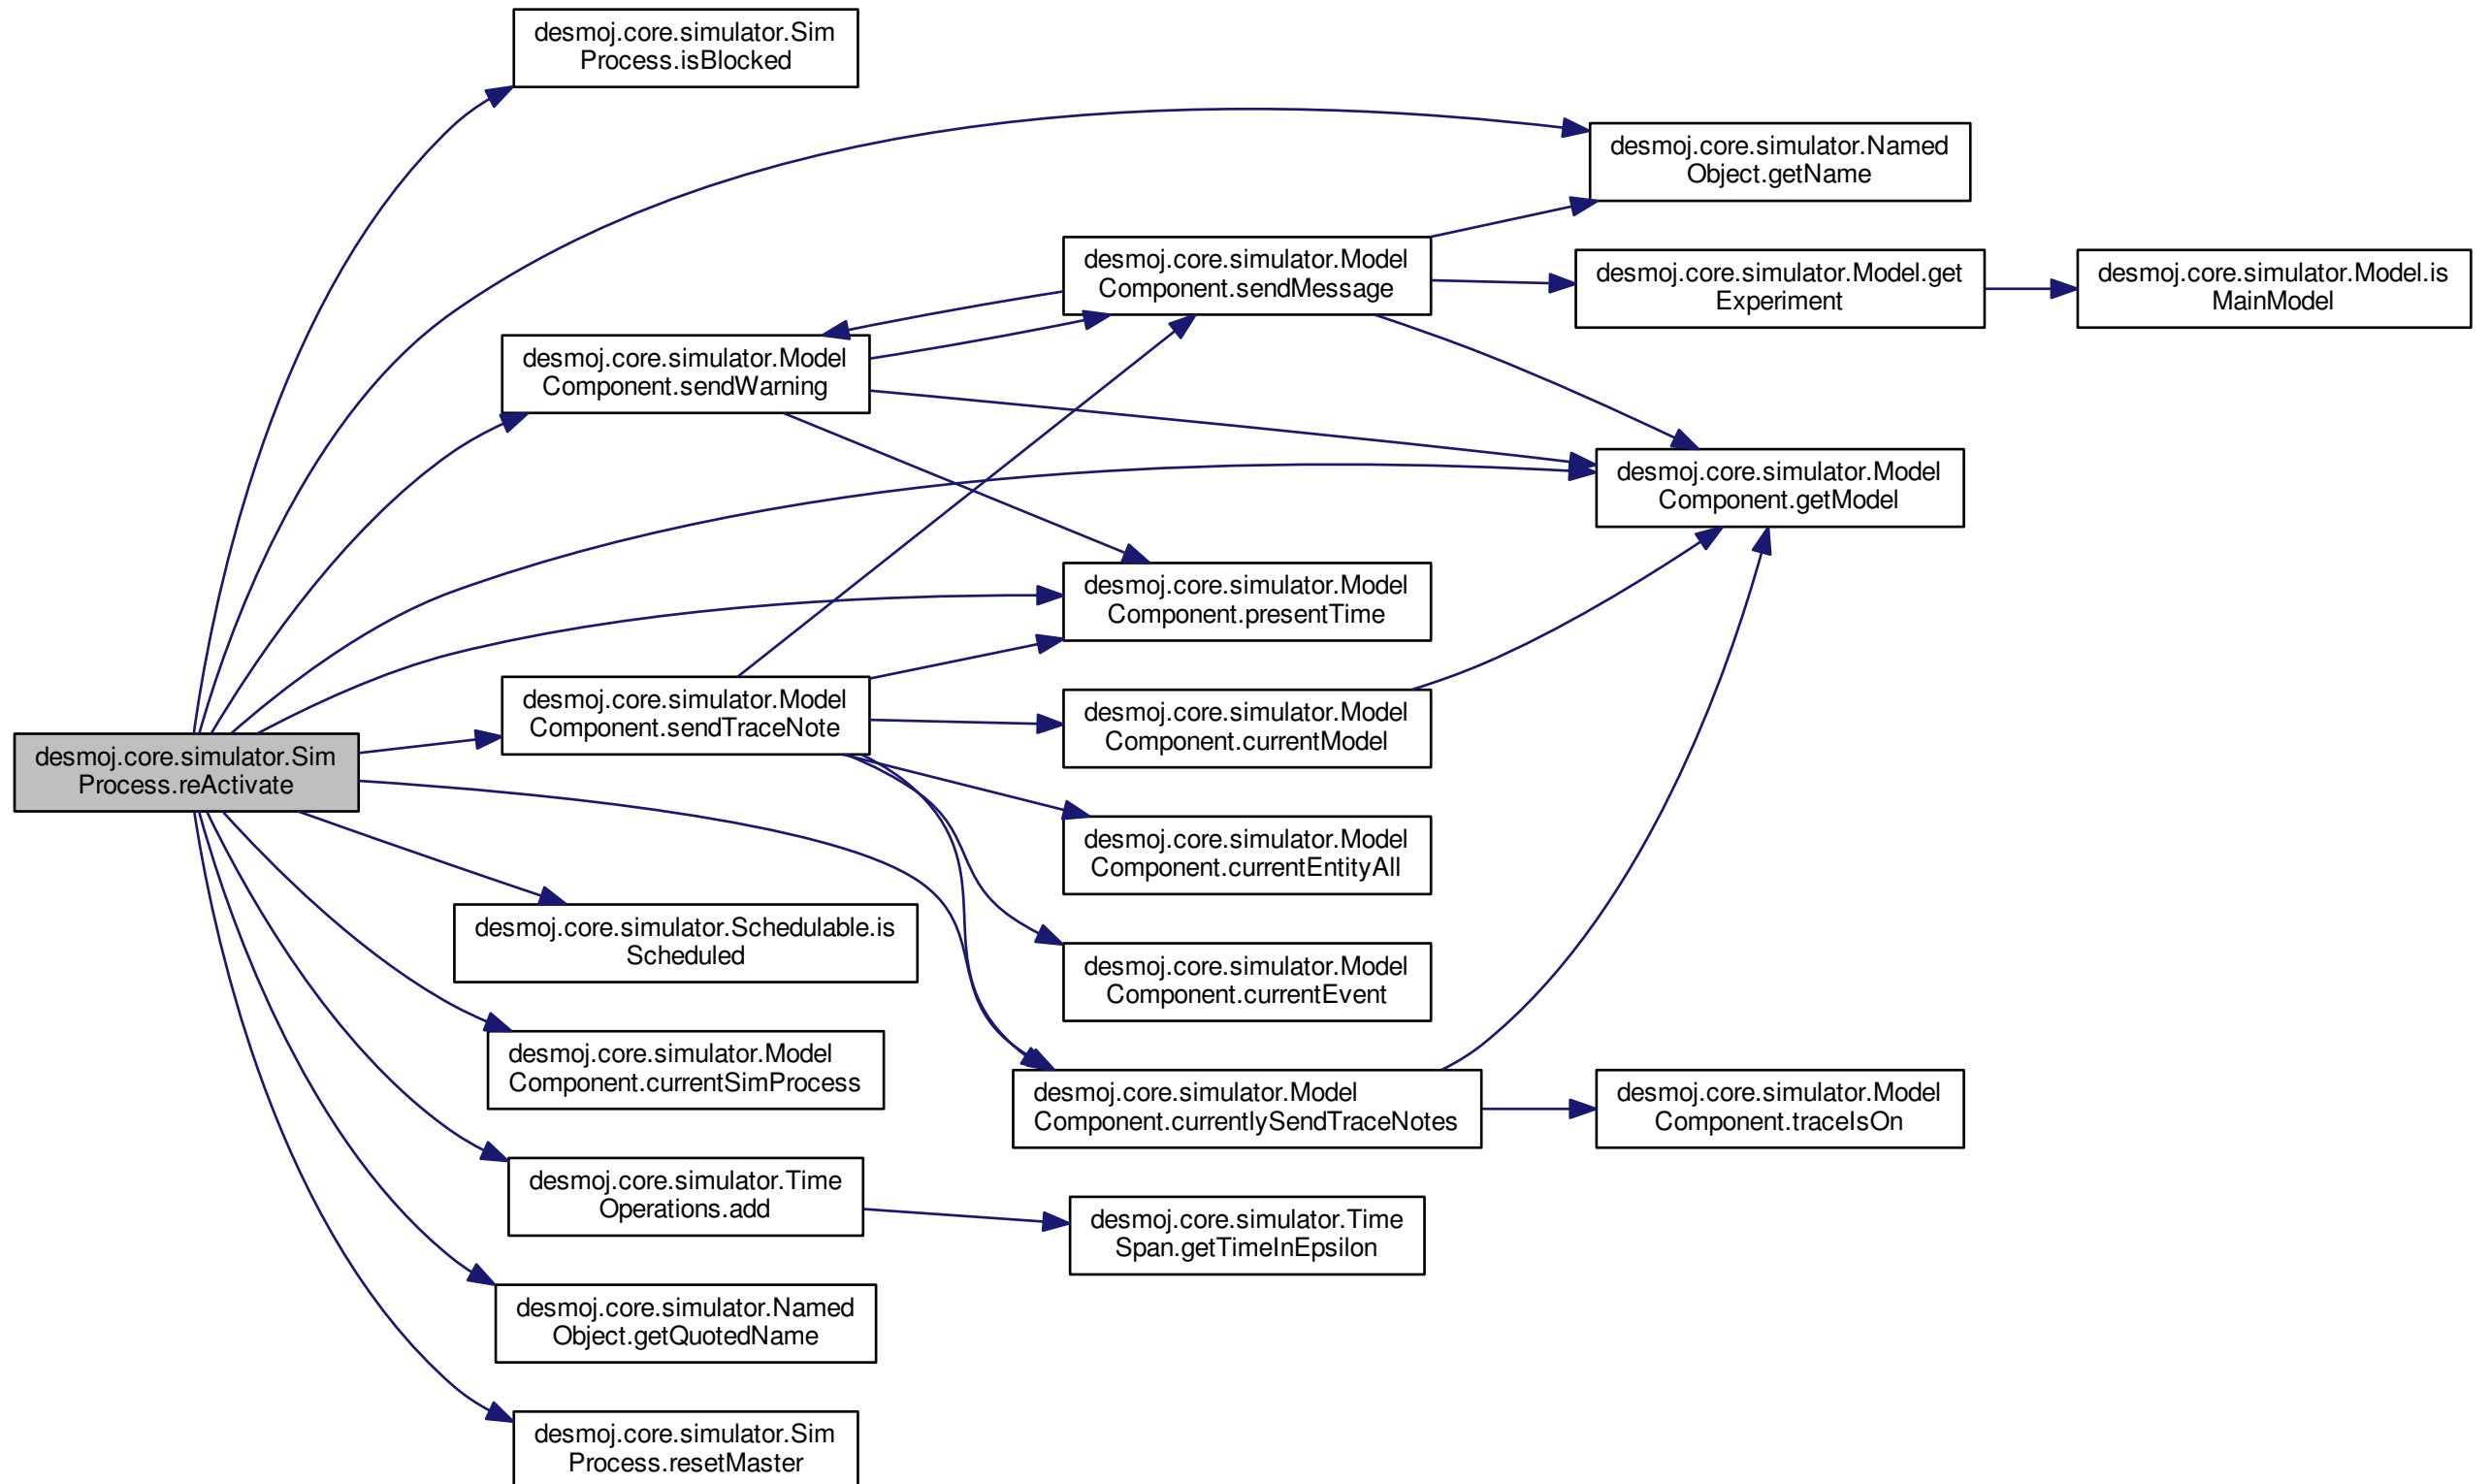 desmoj.core.simulator.Sim
Process.isBlocked
desmoj.core.simulator.Named
Object.getName
desmoj.core.simulator.Model
Component.sendMessage
desmoj.core.simulator.Model.get
Experiment
desmoj.core.simulator.Model.is
MainModel
desmoj.core.simulator.Model
Component.sendWarning
desmoj.core.simulator.Model
Component.getModel
desmoj.core.simulator.Model
Component.presentTime
desmoj.core.simulator.Model
Component.sendTraceNote
desmoj.core.simulator.Model
Component.currentModel
desmoj.core.simulator.Sim
Process.reActivate
desmoj.core.simulator.Model
Component.currentEntityAll
desmoj.core.simulator.Schedulable.is
Scheduled
desmoj.core.simulator.Model
Component.currentEvent
desmoj.core.simulator.Model
Component.currentSimProcess
desmoj.core.simulator.Model
Component.currentlySendTraceNotes
desmoj.core.simulator.Model
Component.traceIsOn
desmoj.core.simulator.Time
Operations.add
desmoj.core.simulator.Time
Span.getTimeInEpsilon
desmoj.core.simulator.Named
Object.getQuotedName
desmoj.core.simulator.Sim
Process.resetMaster